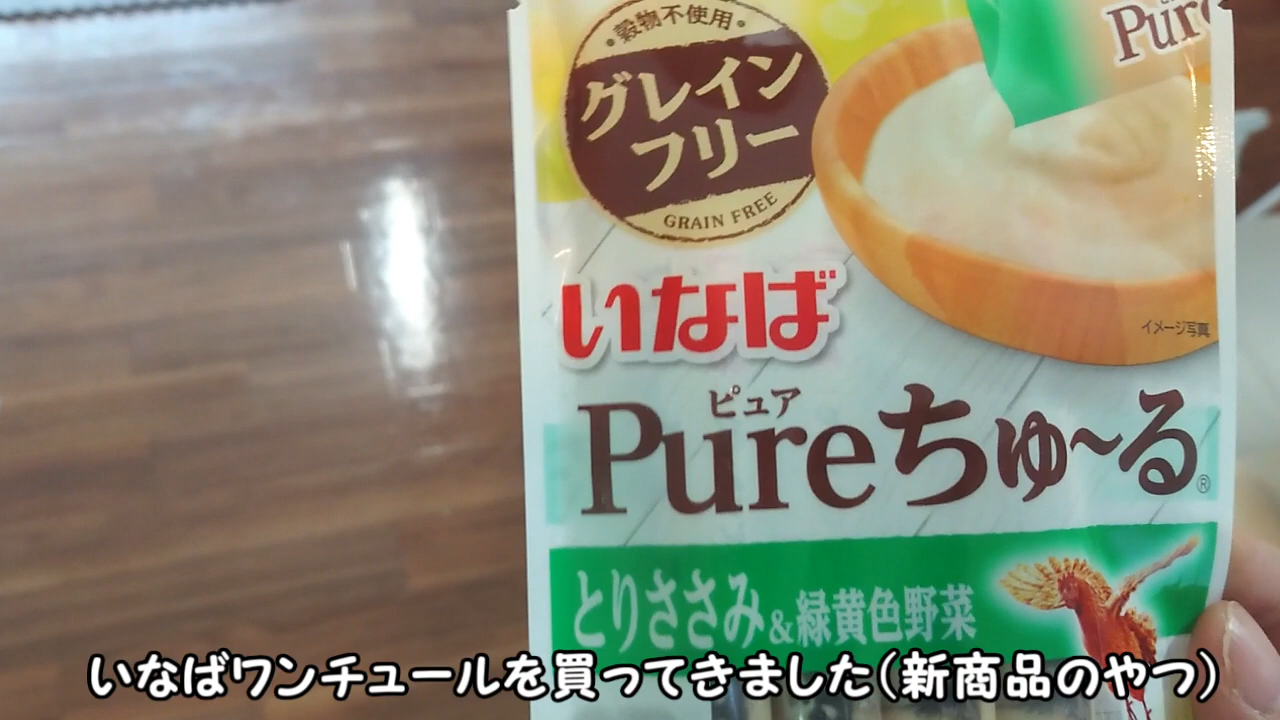 穀物不使用
グレイン
フリー
GRAIN FREE
Pure
いなば
イメージ写真
ピュア
Pureちゅ~る®
とりささみ&緑黄色野菜
いなばワンチュールを買ってきました(新商品のやつ)